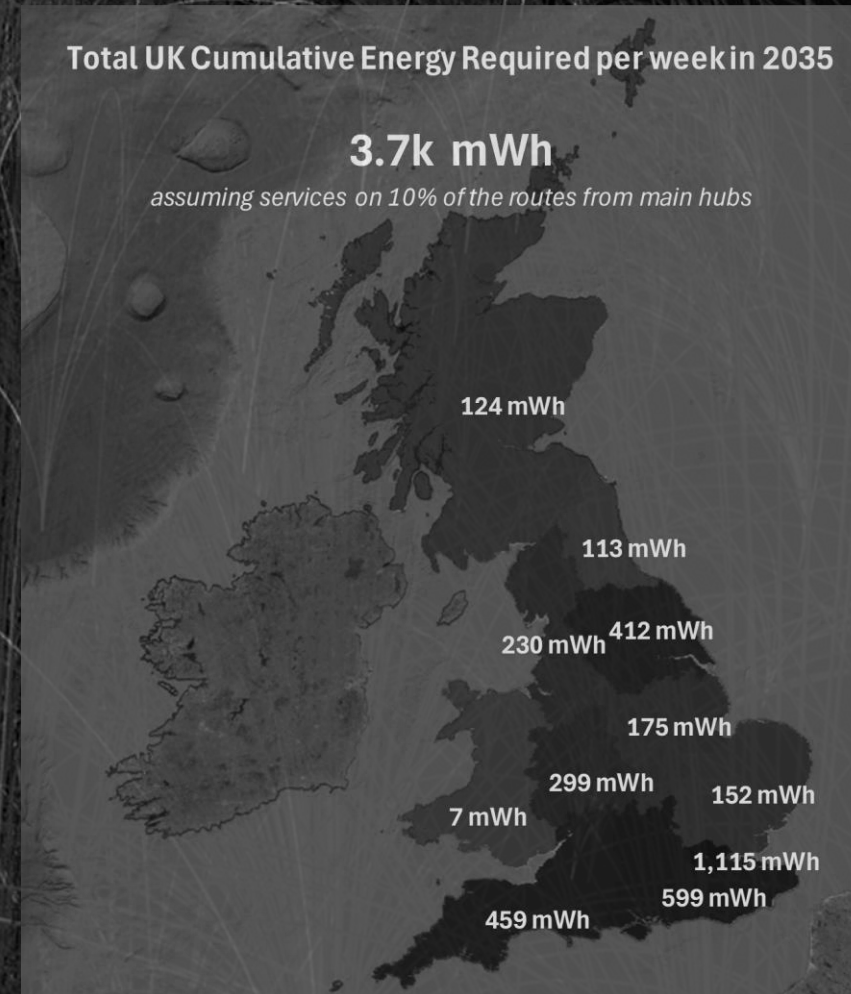 Total UK Cumulative Energy Required per week in 2035
3.7k mWh
assuming services on 10% of the routes from main hubs
124 mWh
113 mWh
412 mWh
230 mWh
175 mWh
299 mWh
152 mWh
7 mWh
1,115 mWh
599 mWh
459 mWh